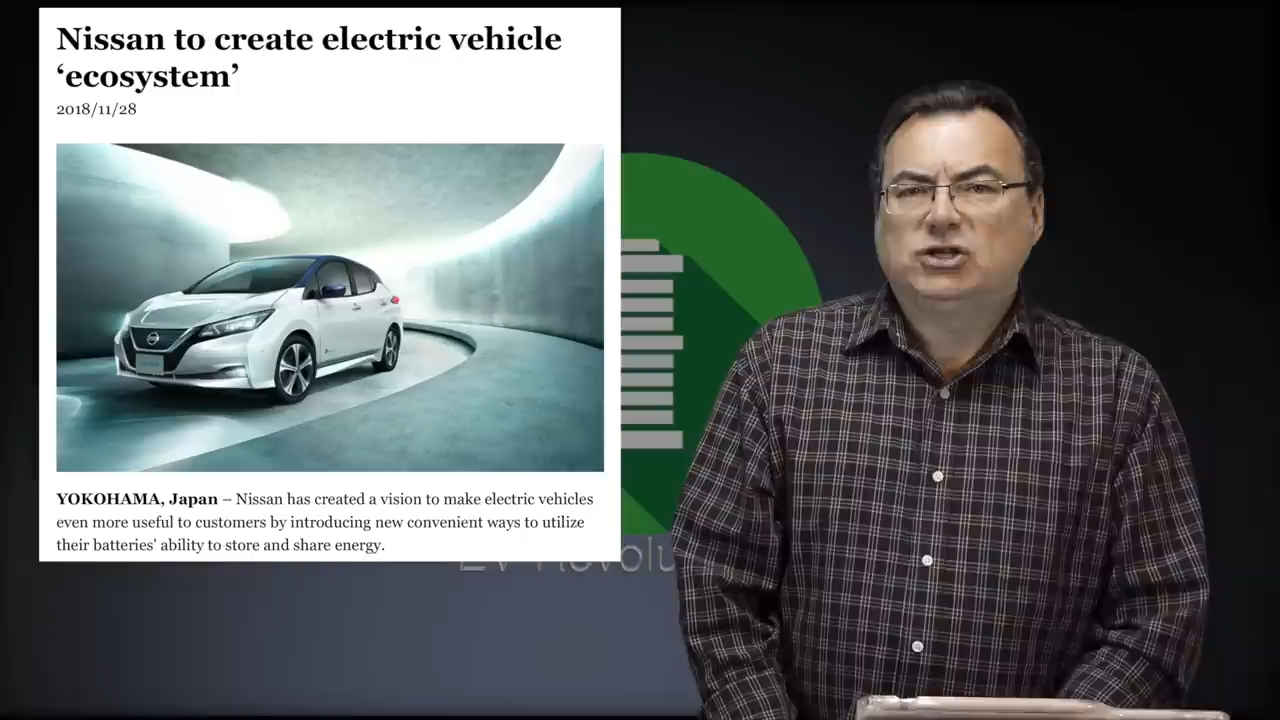 Nissan to create electric vehicle
‘ecosystem’
2018/11/28
YOKOHAMA, Japan – Nissan has created a vision to make electric vehicles
even more useful to customers by introducing new convenient ways to utilize
their batteries' ability to store and share energy.